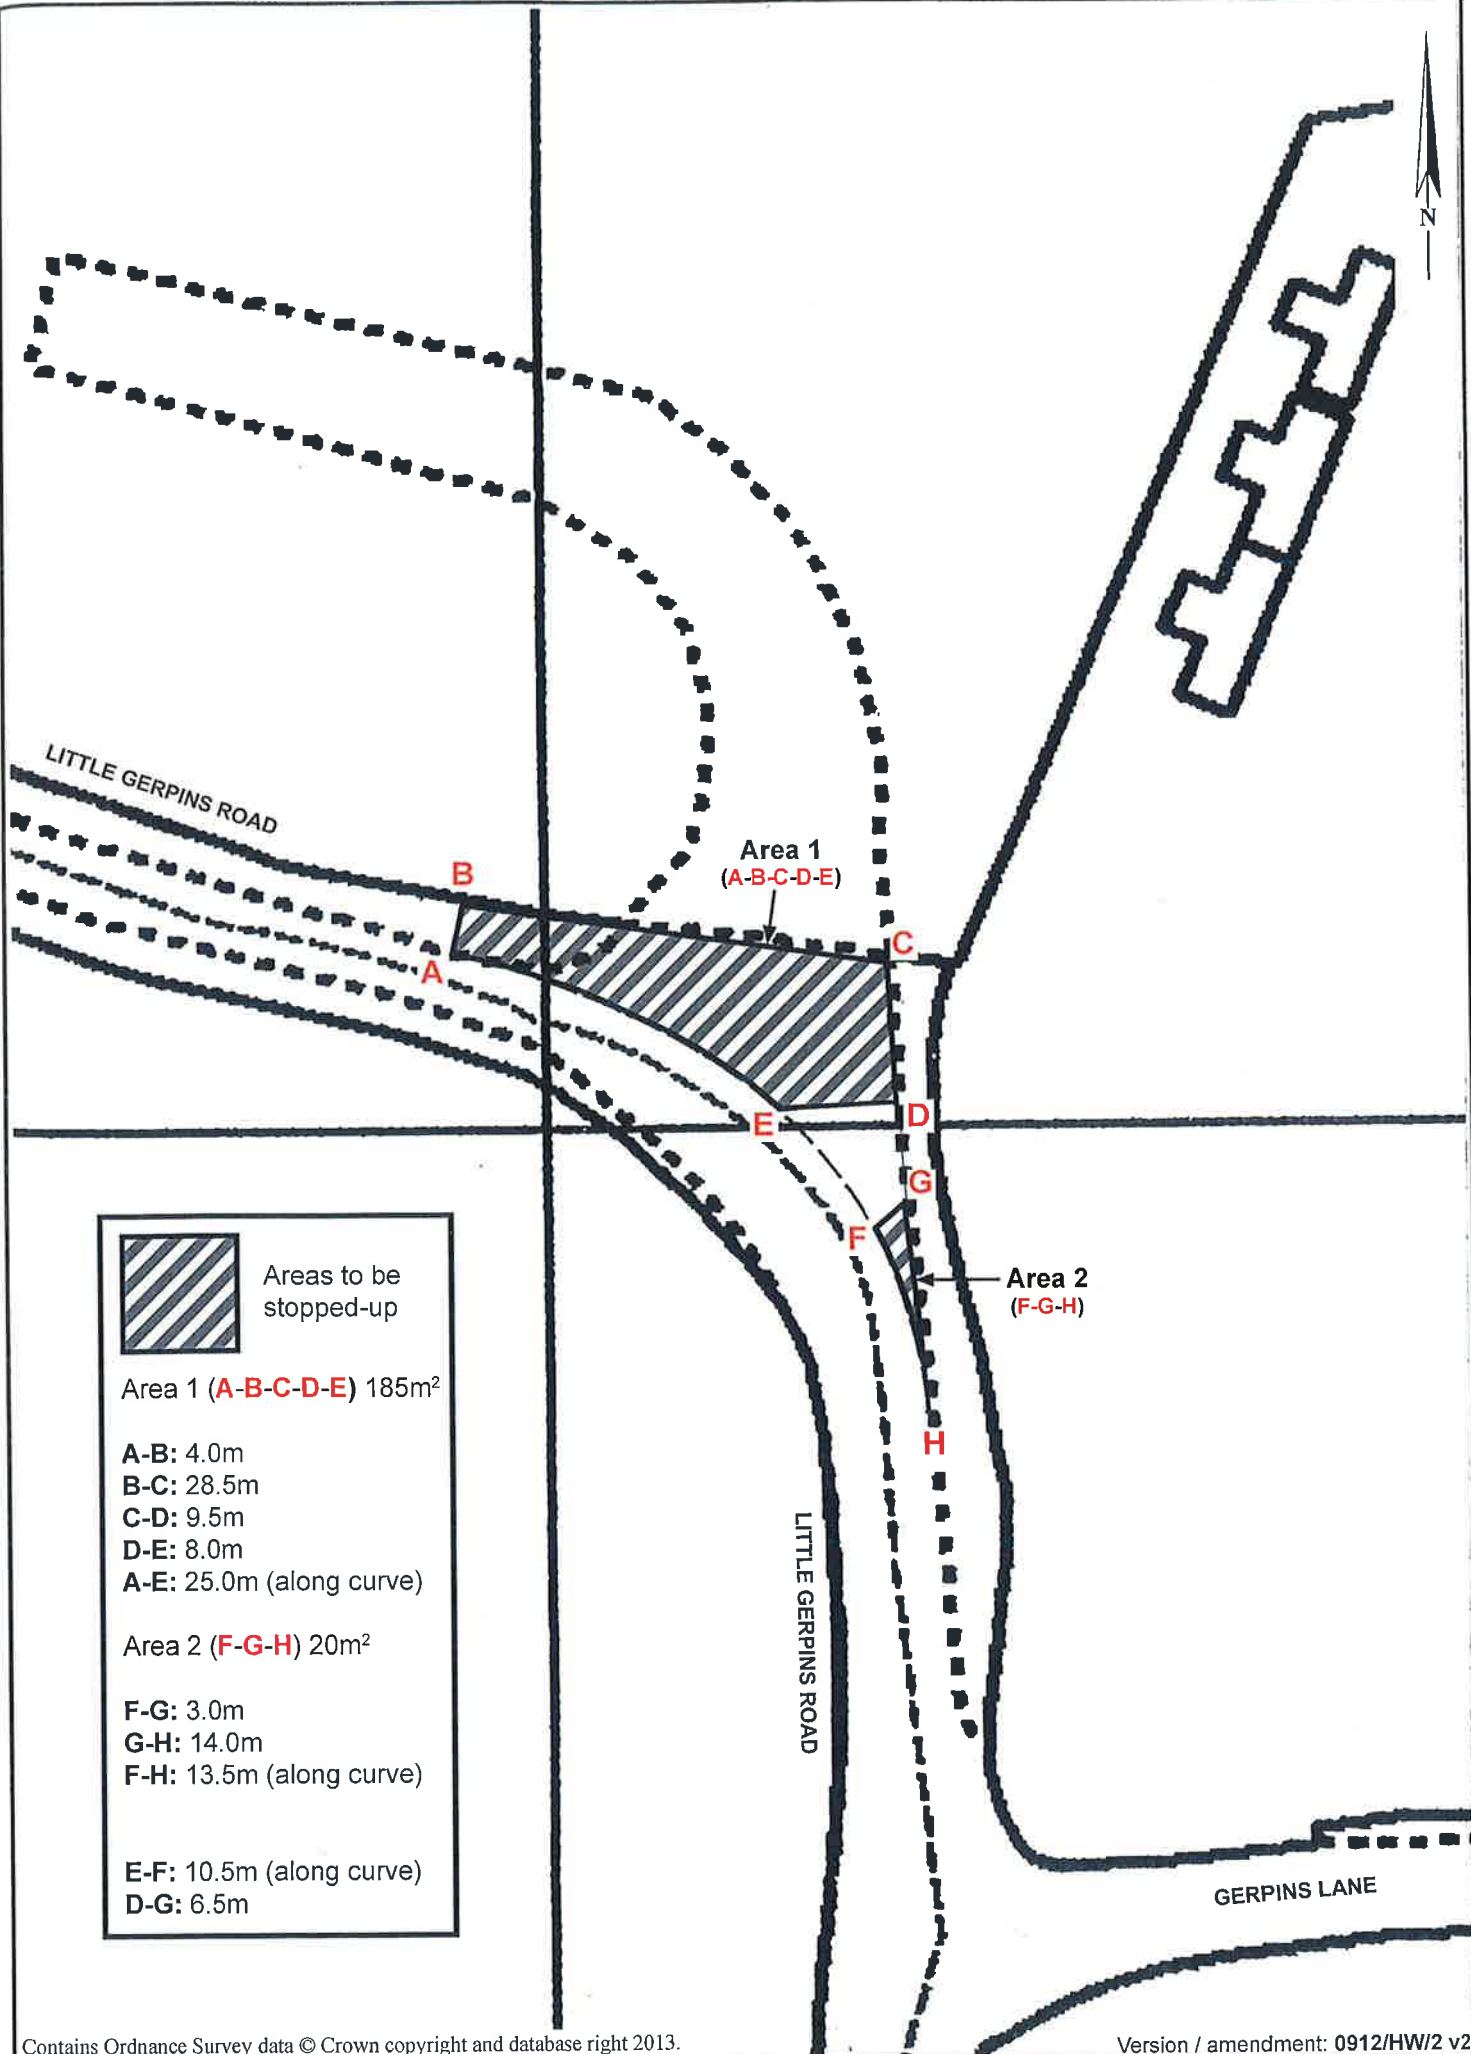 N
LITTLE GERPINS ROAD
B
Area 1
(A-B-C-D-E)
C
A
E
D
G
F
Area 2
(F-G-H)
H
LITTLE GERPINS ROAD
GERPINS LANE
Areas to be
stopped-up
Area 1 (A-B-C-D-E) 185m²
A-B: 4.0m
B-C: 28.5m
C-D: 9.5m
D-E: 8.0m
A-E: 25.0m (along curve)
Area 2 (F-G-H) 20m²
F-G: 3.0m
G-H: 14.0m
F-H: 13.5m (along curve)
E-F: 10.5m (along curve)
D-G: 6.5m
Contains Ordnance Survey data © Crown copyright and database right 2013.
Version / amendment: 0912/HW/2 v2